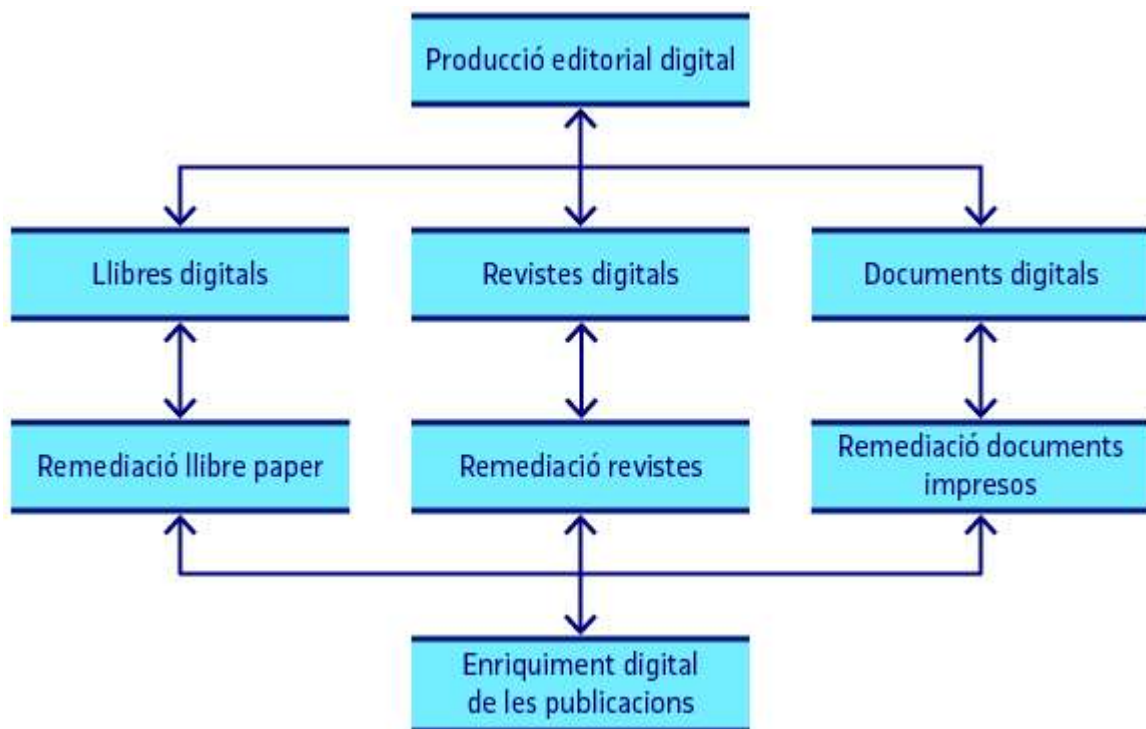 Producció editorial digital
Llibres digitals
Revistes digitals
Documents digitals
Remediació llibre paper
Remediació revistes
Remediació documents
impresos
Enriquiment digital
de les publicacions